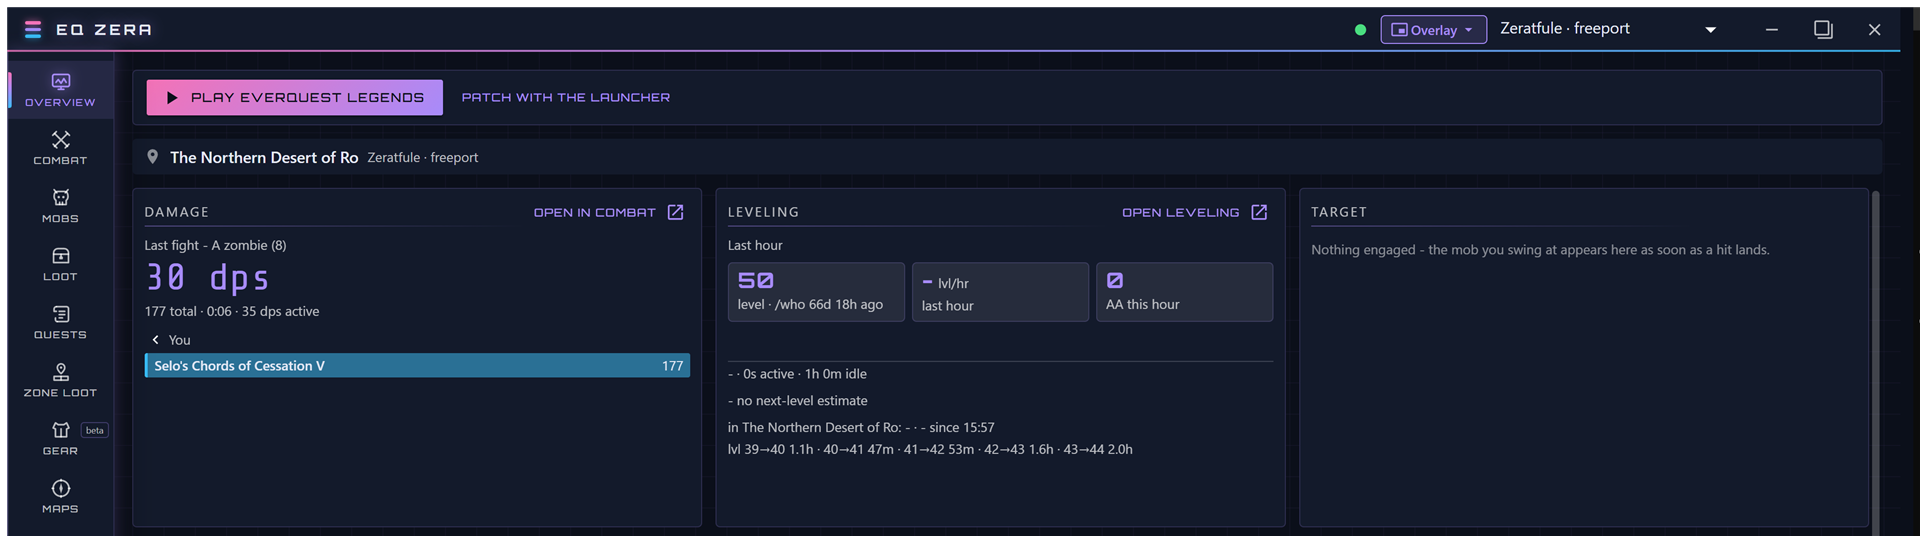 EQ ZERA
Overlay
Zeratfule · freeport
OVERVIEW
COMBAT
MOBS
LOOT
QUESTS
ZONE LOOT
GEAR
beta
MAPS
PLAY EVERQUEST LEGENDS
PATCH WITH THE LAUNCHER
The Northern Desert of Ro Zeratfule · freeport
DAMAGE
OPEN IN COMBAT
Last fight - A zombie (8)
30 dps
177 total · 0:06 · 35 dps active
You
Selo's Chords of Cessation V 177
LEVELING
OPEN LEVELING
Last hour
50
level · /who 66d 18h ago
- lvl/hr
last hour
0
AA this hour
- · 0s active · 1h 0m idle
- no next-level estimate
in The Northern Desert of Ro: - · - since 15:57
lvl 39→40 1.1h · 40→41 47m · 41→42 53m · 42→43 1.6h · 43→44 2.0h
TARGET
Nothing engaged - the mob you swing at appears here as soon as a hit lands.